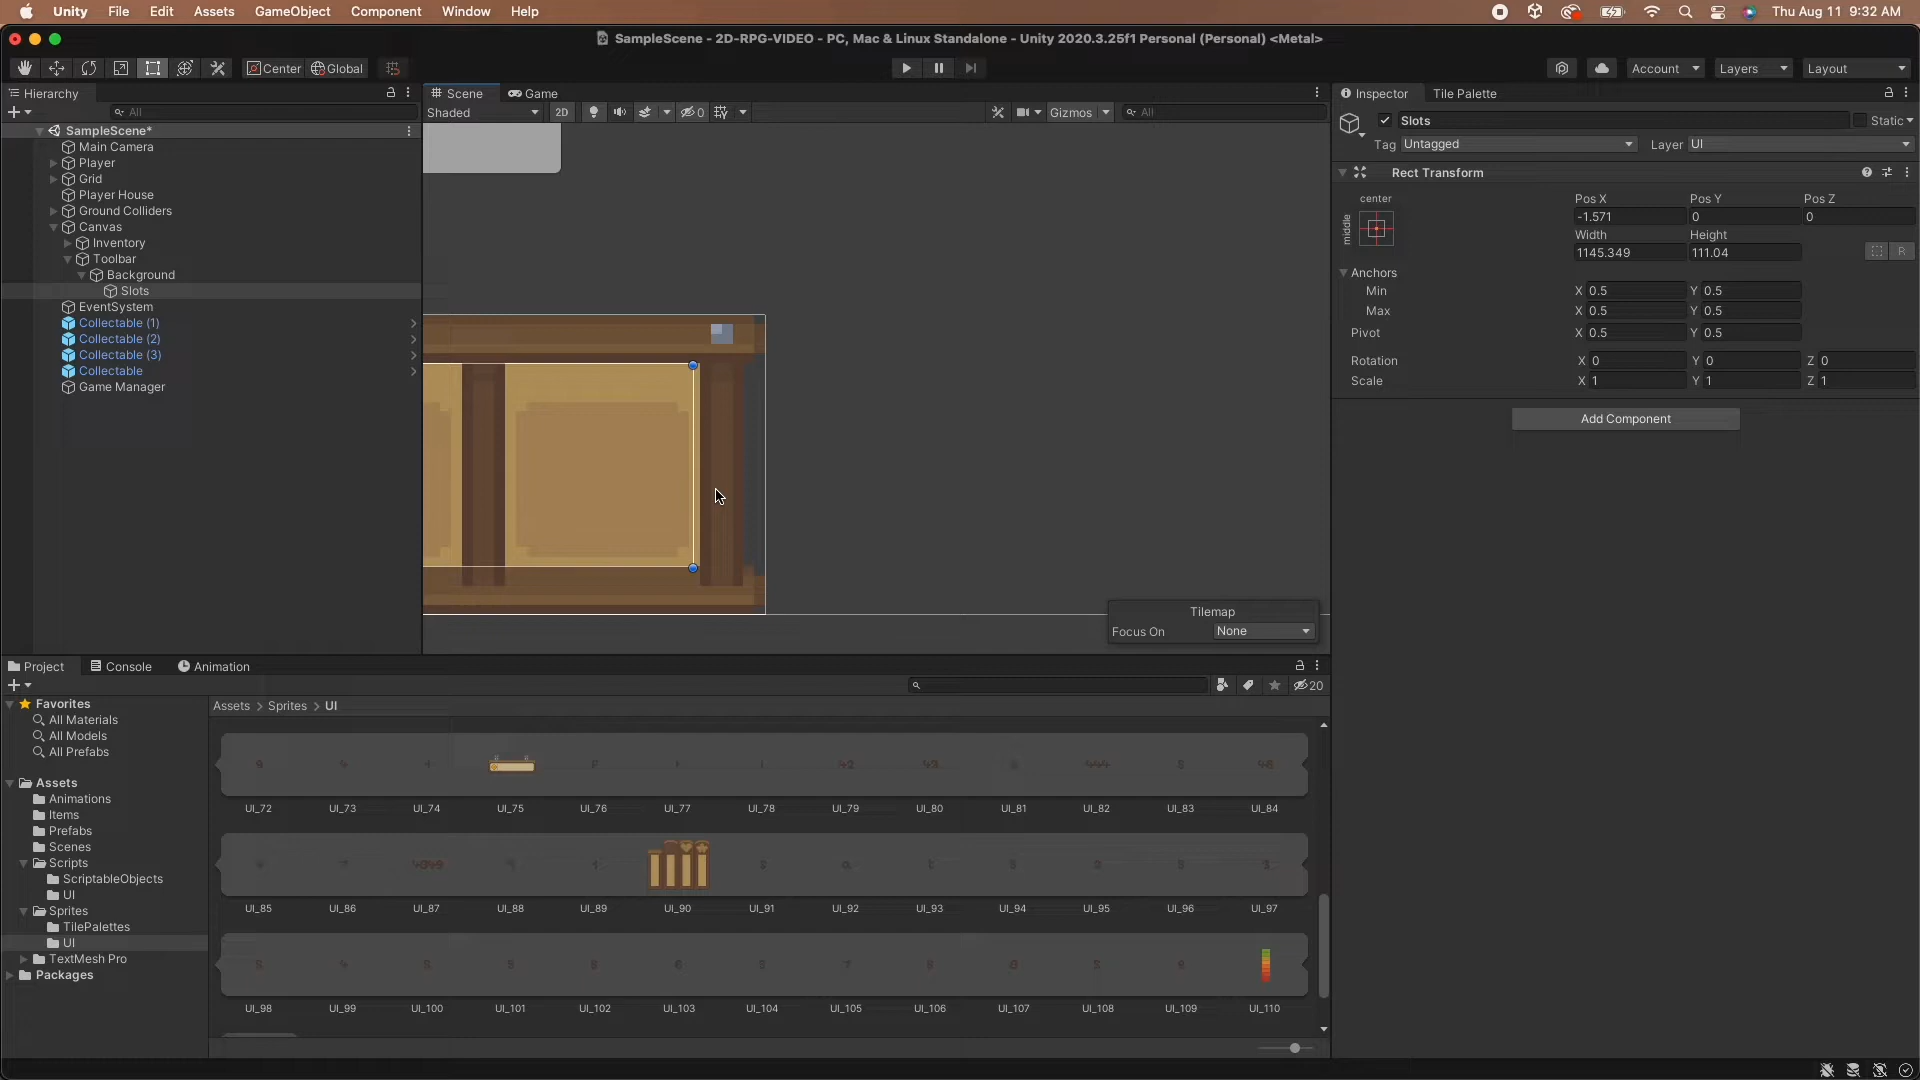 Unity File Edit Assets GameObject Component Window Help Thu Aug 11 9:32 AM
SampleScene - 2D-RPG-VIDEO - PC, Mac & Linux Standalone - Unity 2020.3.25f1 Personal (Personal) <Metal>
Center Global Account Layers Layout
Hierarchy
All
SampleScene*
Main Camera
Player
Grid
Player House
Ground Colliders
Canvas
Inventory
Toolbar
Background
Slots
EventSystem
Collectable (1)
Collectable (2)
Collectable (3)
Collectable
Game Manager
Scene Game
Shaded 2D 0 Gizmos All
Tilemap
Focus On None
Inspector Tile Palette
Slots Static
Tag Untagged Layer UI
Rect Transform
center
middle
Pos X Pos Y Pos Z
-1.571 0 0
Width Height
1145.349 111.04 R
Anchors
Min X 0.5 Y 0.5
Max X 0.5 Y 0.5
Pivot X 0.5 Y 0.5
Rotation X 0 Y 0 Z 0
Scale X 1 Y 1 Z 1
Add Component
Project Console Animation
20
Favorites
All Materials
All Models
All Prefabs
Assets
Animations
Items
Prefabs
Scenes
Scripts
ScriptableObjects
UI
Sprites
TilePalettes
UI
TextMesh Pro
Packages
Assets > Sprites > UI
UI_72 UI_73 UI_74 UI_75 UI_76 UI_77 UI_78 UI_79 UI_80 UI_81 UI_82 UI_83 UI_84
UI_85 UI_86 UI_87 UI_88 UI_89 UI_90 UI_91 UI_92 UI_93 UI_94 UI_95 UI_96 UI_97
UI_98 UI_99 UI_100 UI_101 UI_102 UI_103 UI_104 UI_105 UI_106 UI_107 UI_108 UI_109 UI_110